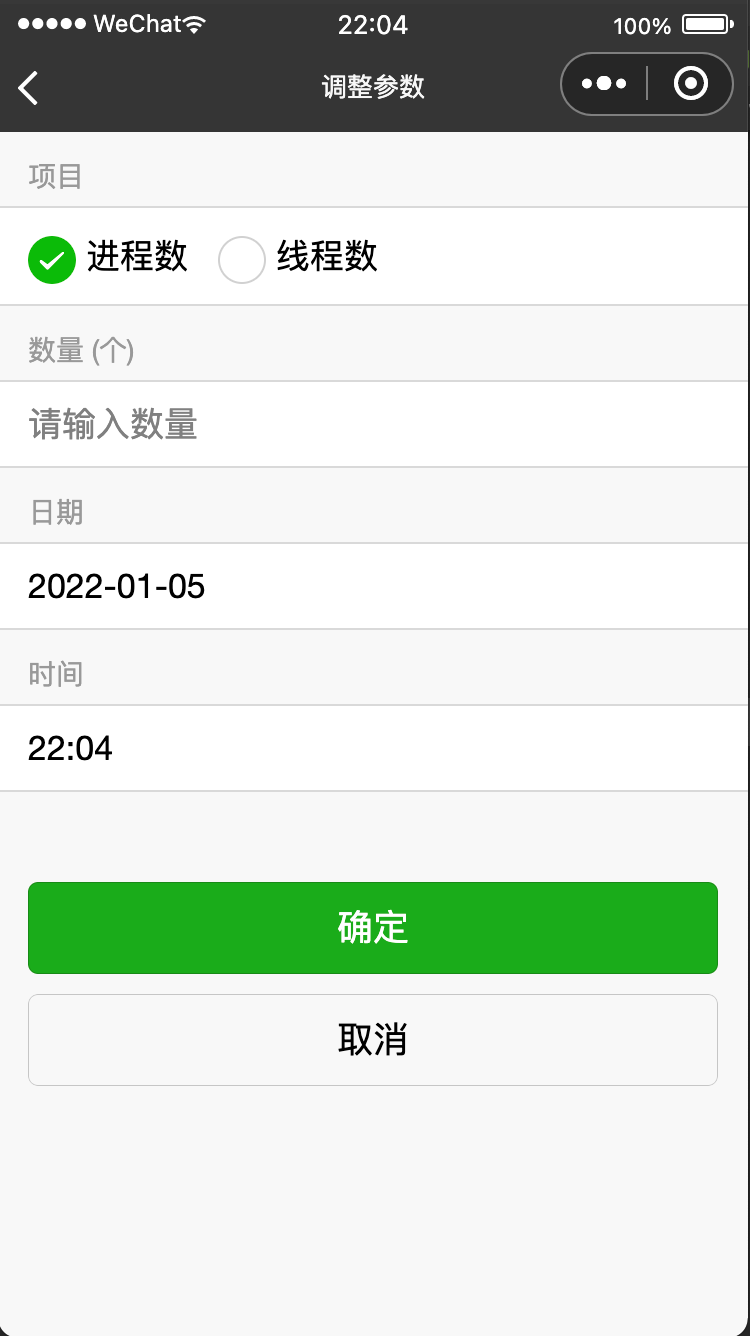 WeChat 22:04 100%
调整参数
项目
进程数 线程数
数量 (个)
请输入数量
日期
2022-01-05
时间
22:04
确定
取消